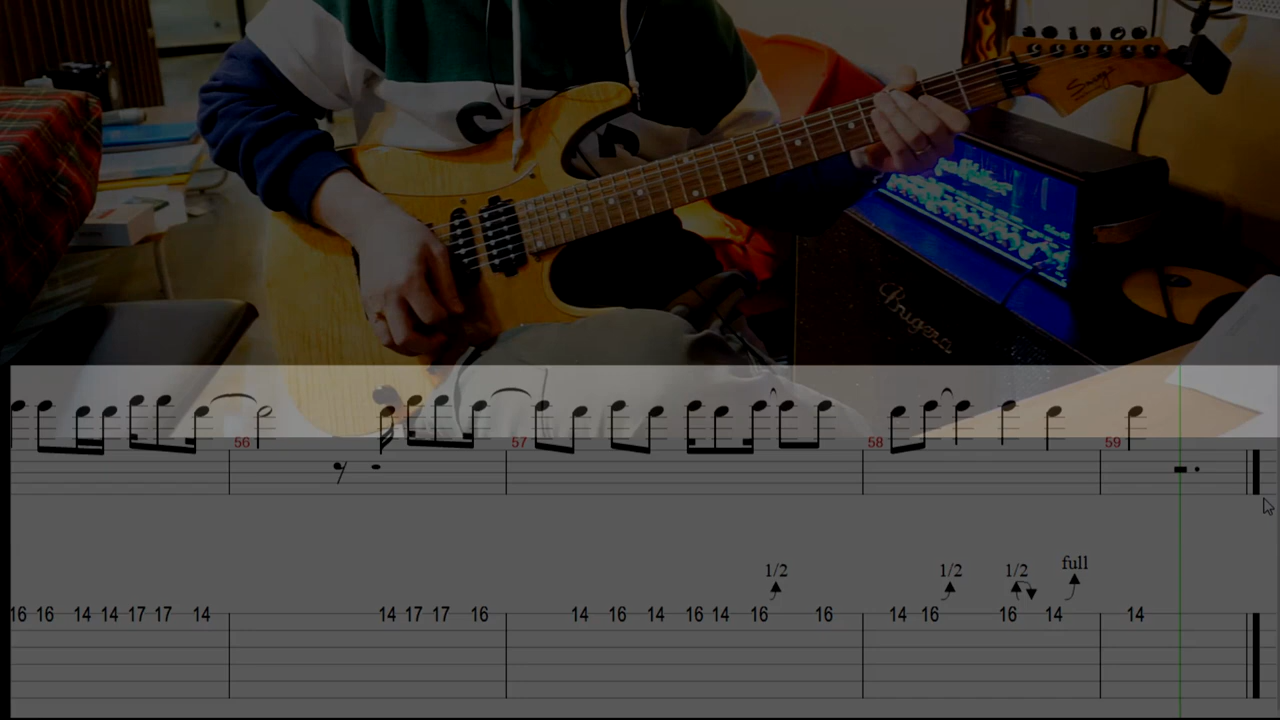 Bugera
56 57 58 59
1/2 1/2 1/2 full
16 16 14 14 17 17 14 14 17 17 16 14 16 14 16 14 16 16 14 16 16 14 14